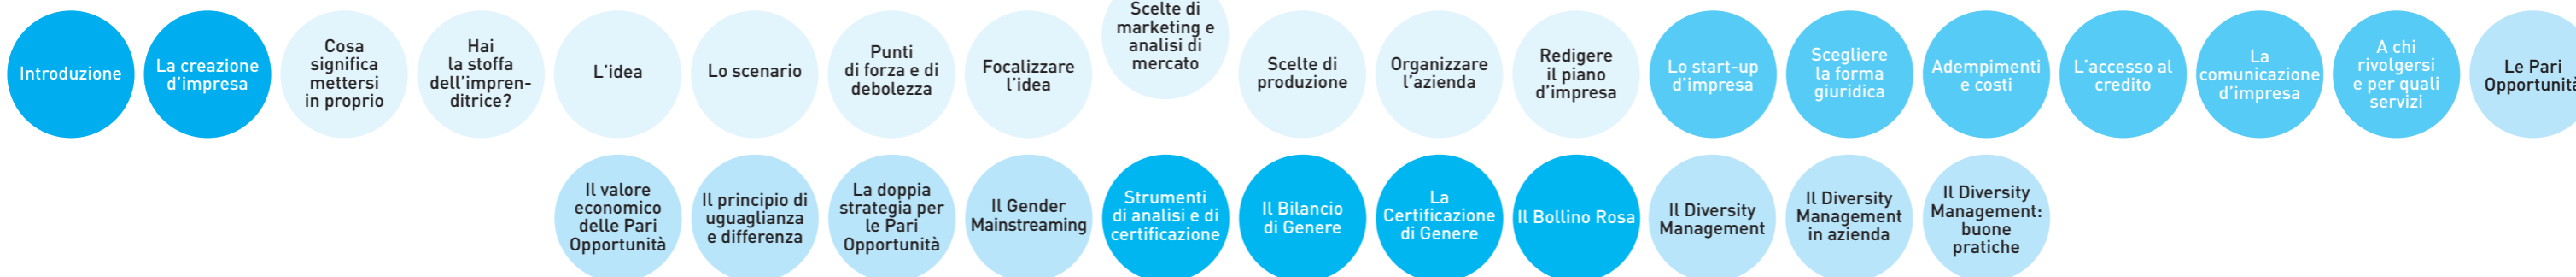 Introduzione
La creazione
d’impresa
Cosa
significa
mettersi
in proprio
Hai
la stoffa
dell’impren-
ditrice?
L’idea
Lo scenario
Punti
di forza e di
debolezza
Focalizzare
l’idea
Scelte di
marketing e
analisi di
mercato
Scelte di
produzione
Organizzare
l’azienda
Redigere
il piano
d’impresa
Lo start-up
d’impresa
Scegliere
la forma
giuridica
Adempimenti
e costi
L’accesso al
credito
La
comunicazione
d’impresa
A chi
rivolgersi
e per quali
servizi
Le Pari
Opportunità
Il valore
economico
delle Pari
Opportunità
Il principio di
uguaglianza
e differenza
La doppia
strategia per
le Pari
Opportunità
Il Gender
Mainstreaming
Strumenti
di analisi e di
certificazione
Il Bilancio
di Genere
La
Certificazione
di Genere
Il Bollino Rosa
Il Diversity
Management
Il Diversity
Management
in azienda
Il Diversity
Management:
buone
pratiche